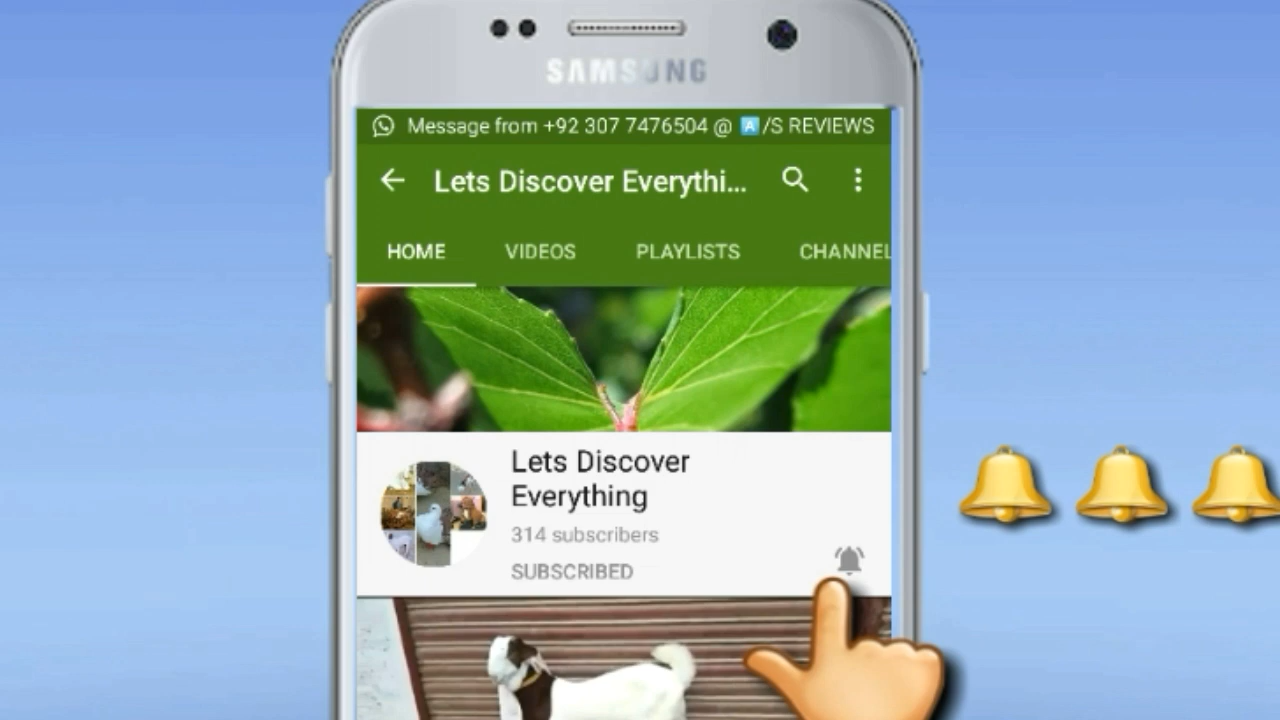 SAMSUNG
Message from +92 307 7476504 @ 🅰/S REVIEWS
Lets Discover Everythi...
HOME VIDEOS PLAYLISTS CHANNEL
Lets Discover
Everything
314 subscribers
SUBSCRIBED